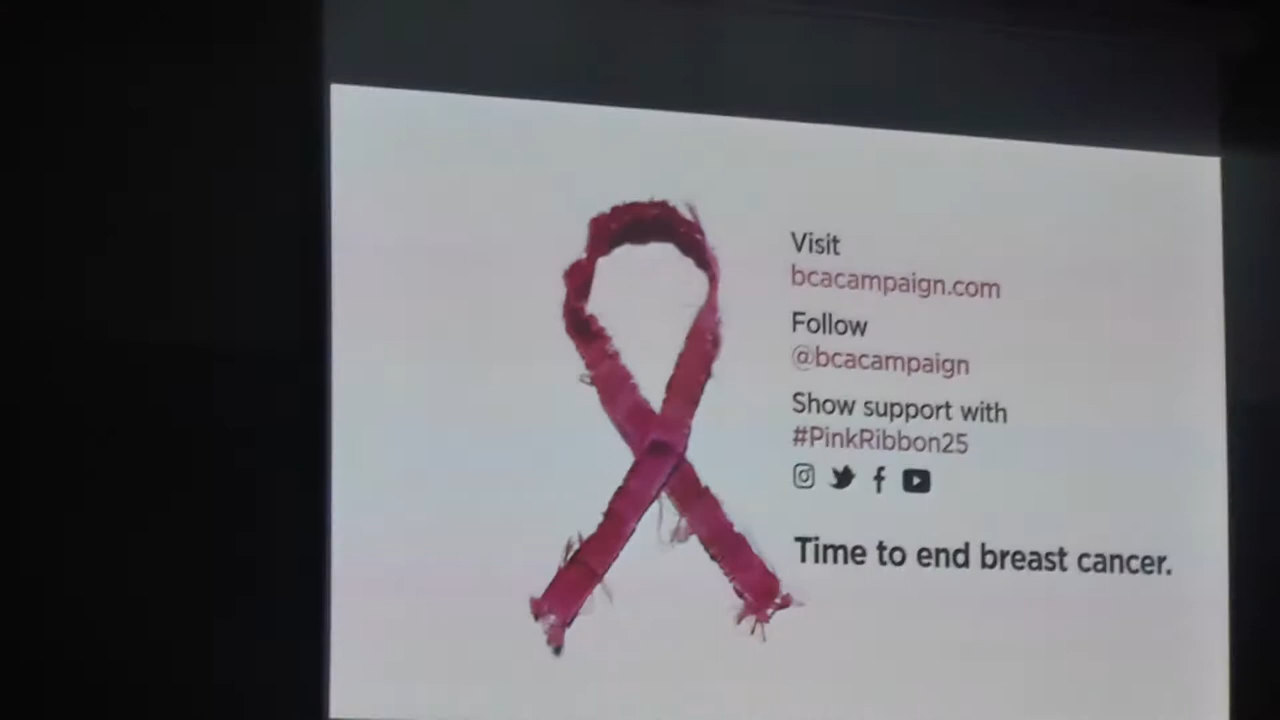 Visit
bcacampaign.com
Follow
@bcacampaign
Show support with
#PinkRibbon25
Time to end breast cancer.